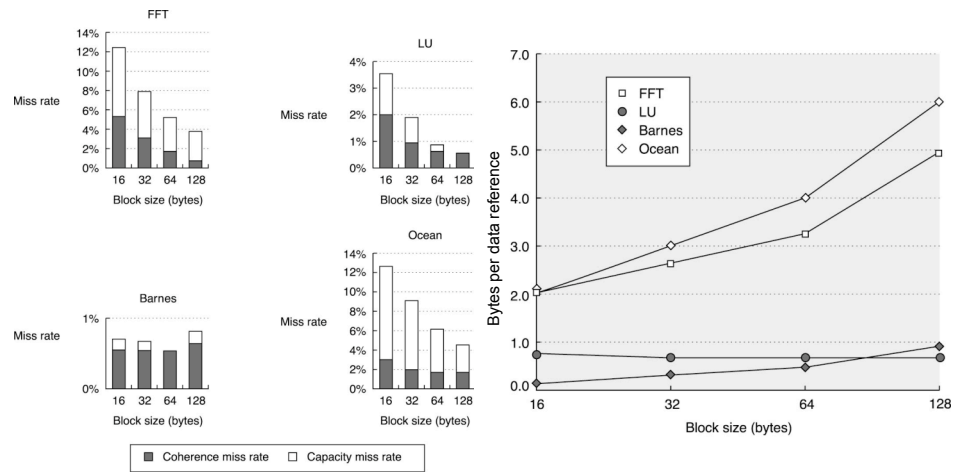 FFT
14%
12%
10%
8%
6%
4%
2%
0%
Miss rate
16 32 64 128
Block size (bytes)
LU
4%
3%
2%
1%
0%
Miss rate
16 32 64 128
Block size (bytes)
Barnes
1%
0%
Miss rate
16 32 64 128
Block size (bytes)
Ocean
14%
12%
10%
8%
6%
4%
2%
0%
Miss rate
16 32 64 128
Block size (bytes)
Coherence miss rate Capacity miss rate
7.0
6.0
5.0
4.0
3.0
2.0
1.0
0.0
Bytes per data reference
FFT
LU
Barnes
Ocean
16 32 64 128
Block size (bytes)